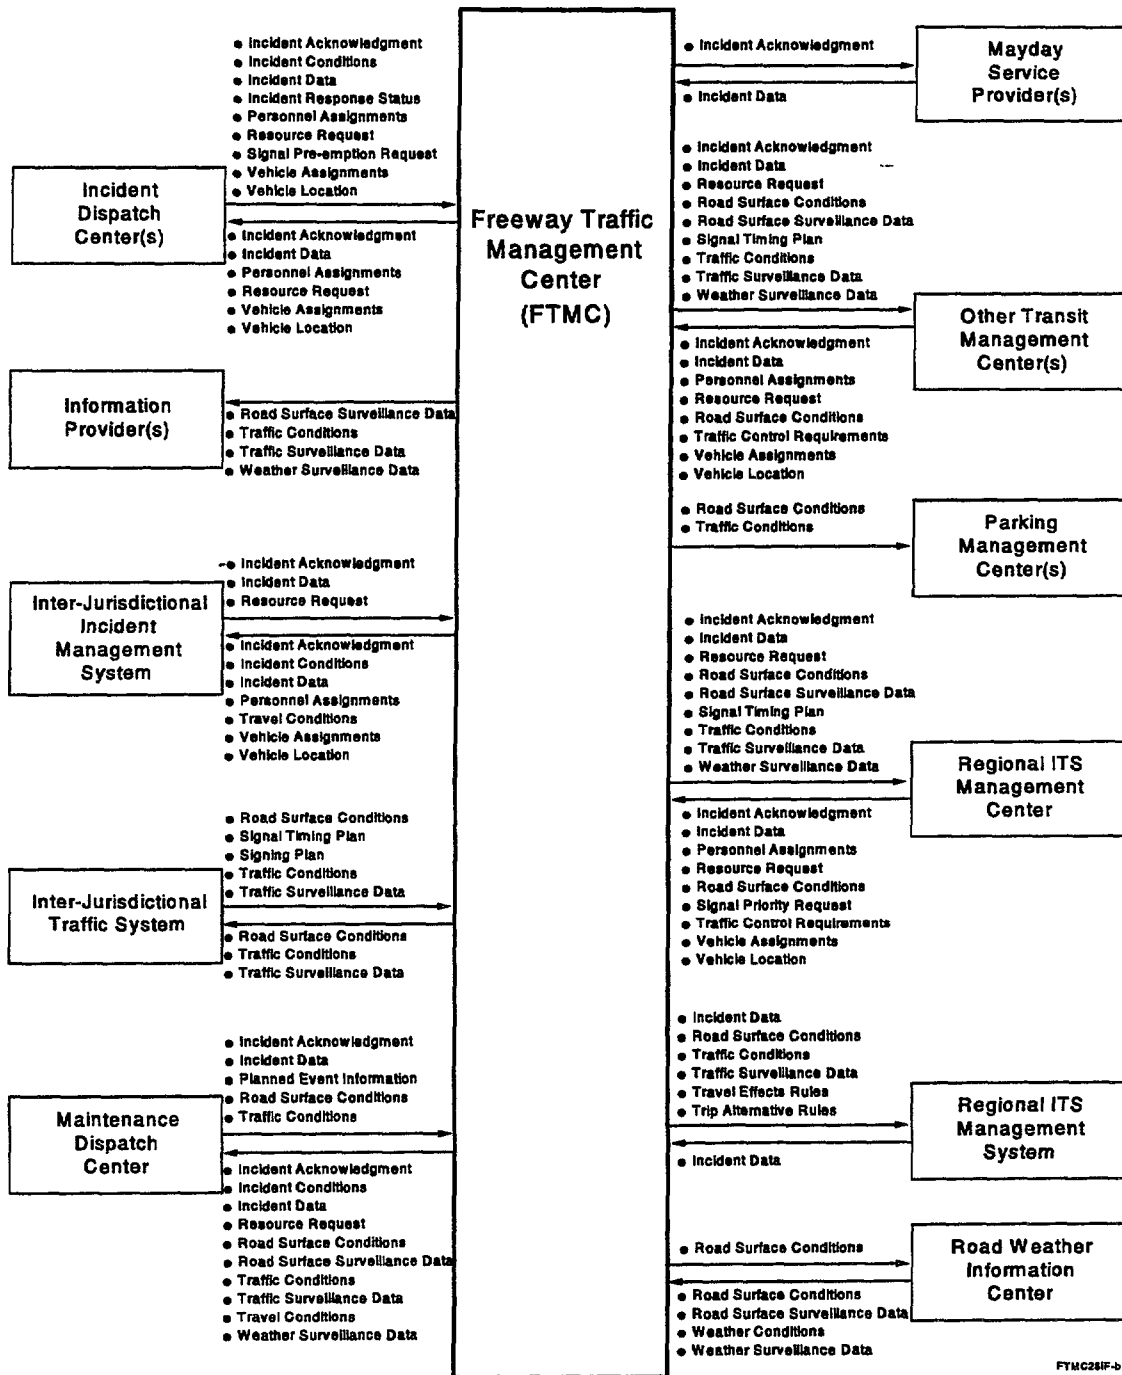 ● Incident Acknowledgment
● Incident Conditions
● Incident Data
● Incident Response Status
● Personnel Assignments
● Resource Request
● Signal Pre-emption Request
● Vehicle Assignments
● Vehicle Location
Incident
Dispatch
Center(s)
● Incident Acknowledgment
● Incident Data
● Personnel Assignments
● Resource Request
● Vehicle Assignments
● Vehicle Location
Information
Provider(s)
● Road Surface Surveillance Data
● Traffic Conditions
● Traffic Surveillance Data
● Weather Surveillance Data
● Incident Acknowledgment
● Incident Data
● Resource Request
Inter-Jurisdictional
Incident
Management
System
● Incident Acknowledgment
● Incident Conditions
● Incident Data
● Personnel Assignments
● Travel Conditions
● Vehicle Assignments
● Vehicle Location
● Road Surface Conditions
● Signal Timing Plan
● Signing Plan
● Traffic Conditions
● Traffic Surveillance Data
Inter-Jurisdictional
Traffic System
● Road Surface Conditions
● Traffic Conditions
● Traffic Surveillance Data
● Incident Acknowledgment
● Incident Data
● Planned Event Information
● Road Surface Conditions
● Traffic Conditions
Maintenance
Dispatch
Center
● Incident Acknowledgment
● Incident Conditions
● Incident Data
● Resource Request
● Road Surface Conditions
● Road Surface Surveillance Data
● Traffic Conditions
● Traffic Surveillance Data
● Travel Conditions
● Weather Surveillance Data
Freeway Traffic
Management
Center
(FTMC)
● Incident Acknowledgment
Mayday
Service
Provider(s)
● Incident Data
● Incident Acknowledgment
● Incident Data
● Resource Request
● Road Surface Conditions
● Road Surface Surveillance Data
● Signal Timing Plan
● Traffic Conditions
● Traffic Surveillance Data
● Weather Surveillance Data
Other Transit
Management
Center(s)
● Incident Acknowledgment
● Incident Data
● Personnel Assignments
● Resource Request
● Road Surface Conditions
● Traffic Control Requirements
● Vehicle Assignments
● Vehicle Location
● Road Surface Conditions
● Traffic Conditions
Parking
Management
Center(s)
● Incident Acknowledgment
● Incident Data
● Resource Request
● Road Surface Conditions
● Road Surface Surveillance Data
● Signal Timing Plan
● Traffic Conditions
● Traffic Surveillance Data
● Weather Surveillance Data
Regional ITS
Management
Center
● Incident Acknowledgment
● Incident Data
● Personnel Assignments
● Resource Request
● Road Surface Conditions
● Signal Priority Request
● Traffic Control Requirements
● Vehicle Assignments
● Vehicle Location
● Incident Data
● Road Surface Conditions
● Traffic Conditions
● Traffic Surveillance Data
● Travel Effects Rules
● Trip Alternative Rules
Regional ITS
Management
System
● Incident Data
● Road Surface Conditions
Road Weather
Information
Center
● Road Surface Conditions
● Road Surface Surveillance Data
● Weather Conditions
● Weather Surveillance Data
FTMC28IF-b